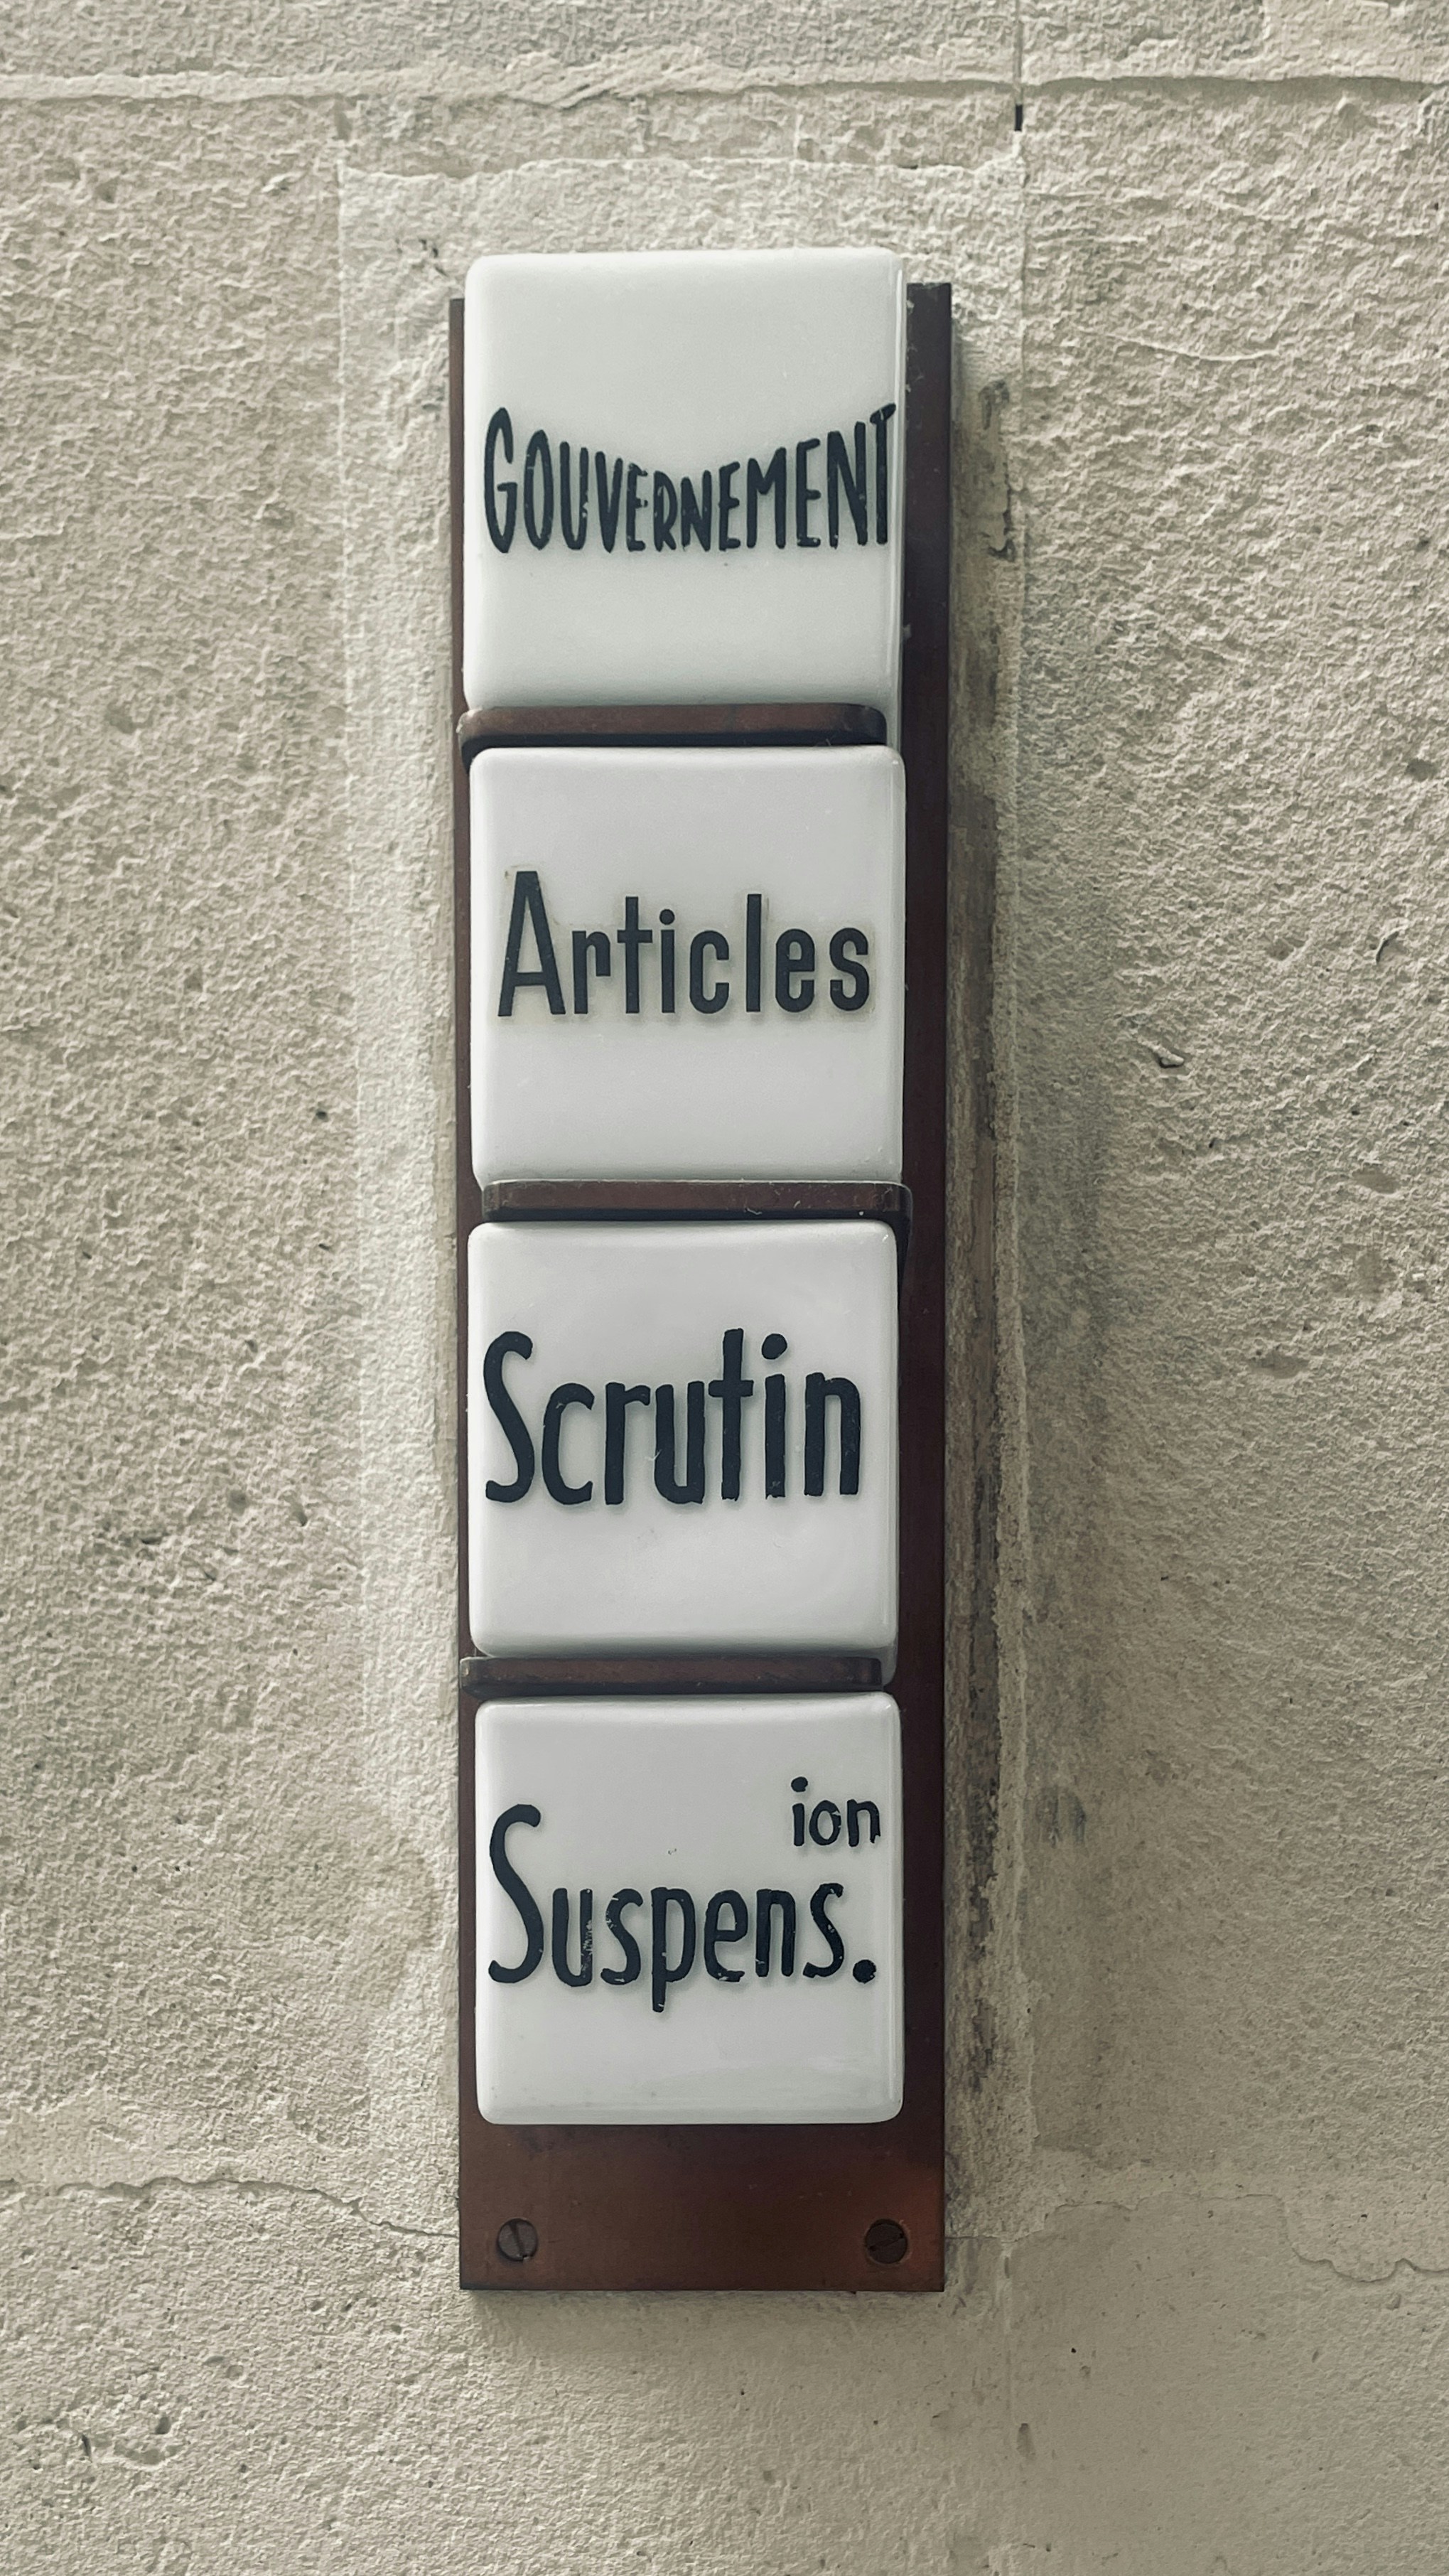 GOUVERNEMENT
Articles
Scrutin
ion
Suspens.